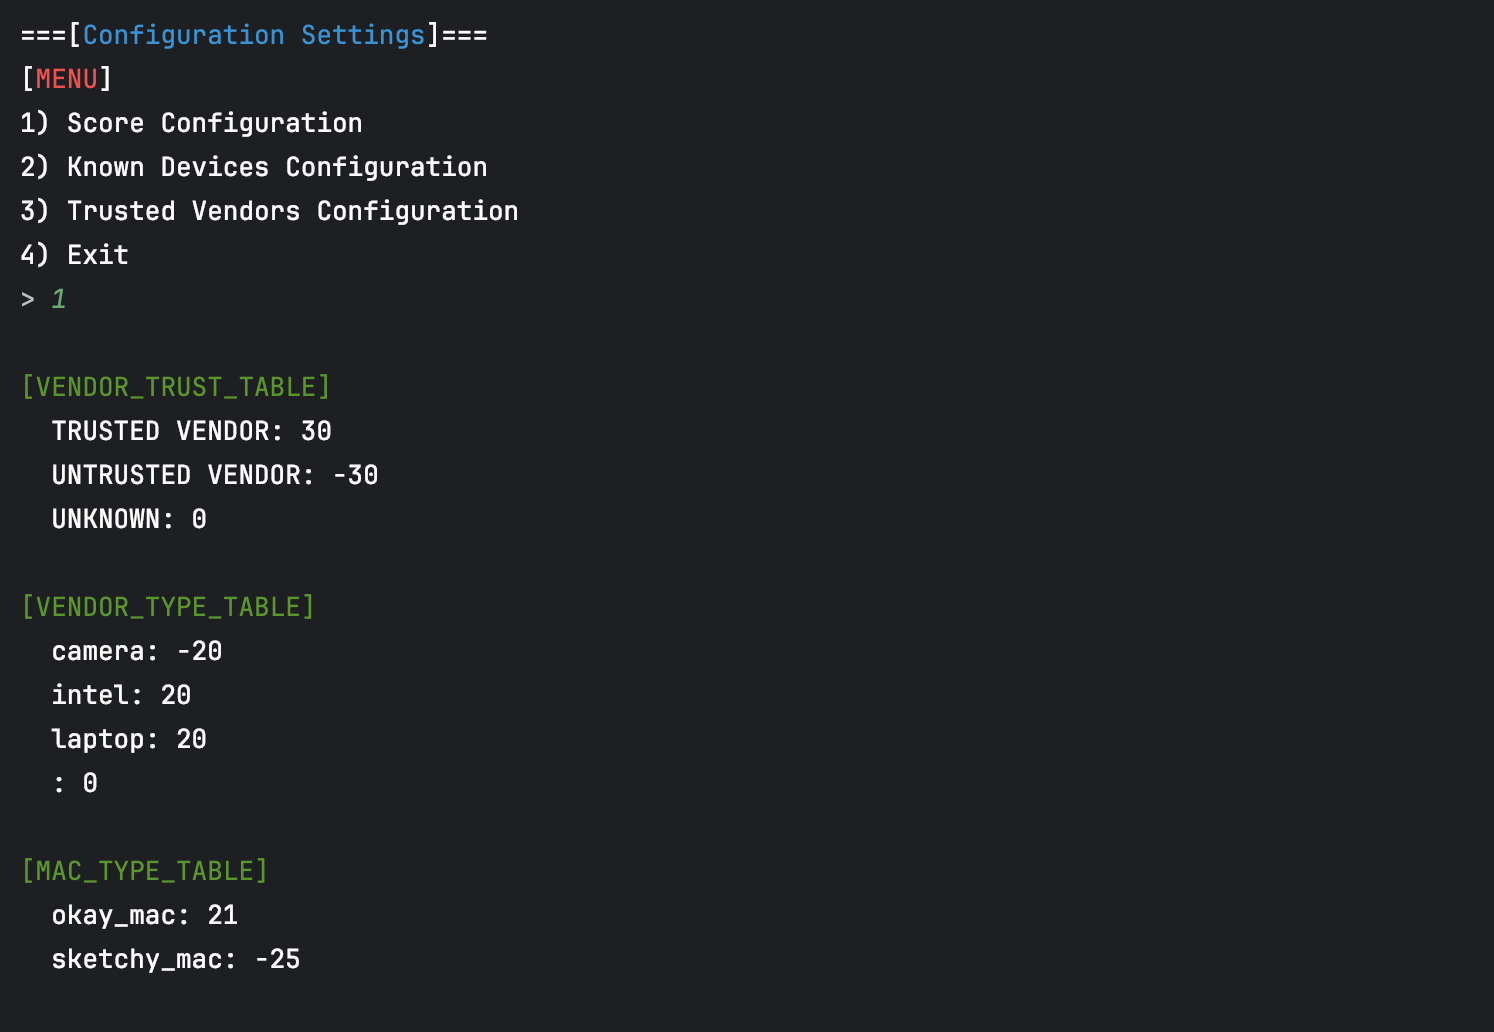 ===[Configuration Settings]===
[MENU]
1) Score Configuration
2) Known Devices Configuration
3) Trusted Vendors Configuration
4) Exit
> 1
[VENDOR_TRUST_TABLE]
  TRUSTED VENDOR: 30
  UNTRUSTED VENDOR: -30
  UNKNOWN: 0
[VENDOR_TYPE_TABLE]
  camera: -20
  intel: 20
  laptop: 20
  : 0
[MAC_TYPE_TABLE]
  okay_mac: 21
  sketchy_mac: -25